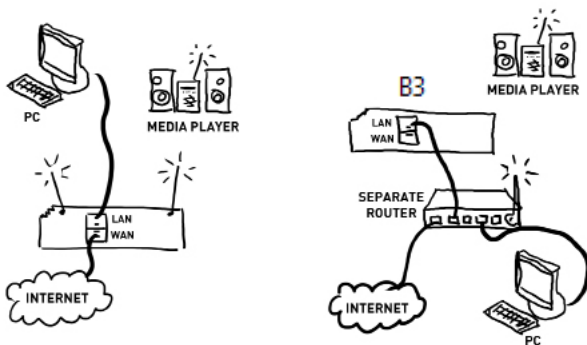 PC
MEDIA PLAYER
LAN
WAN
INTERNET
MEDIA PLAYER
B3
LAN
WAN
SEPARATE
ROUTER
INTERNET
PC